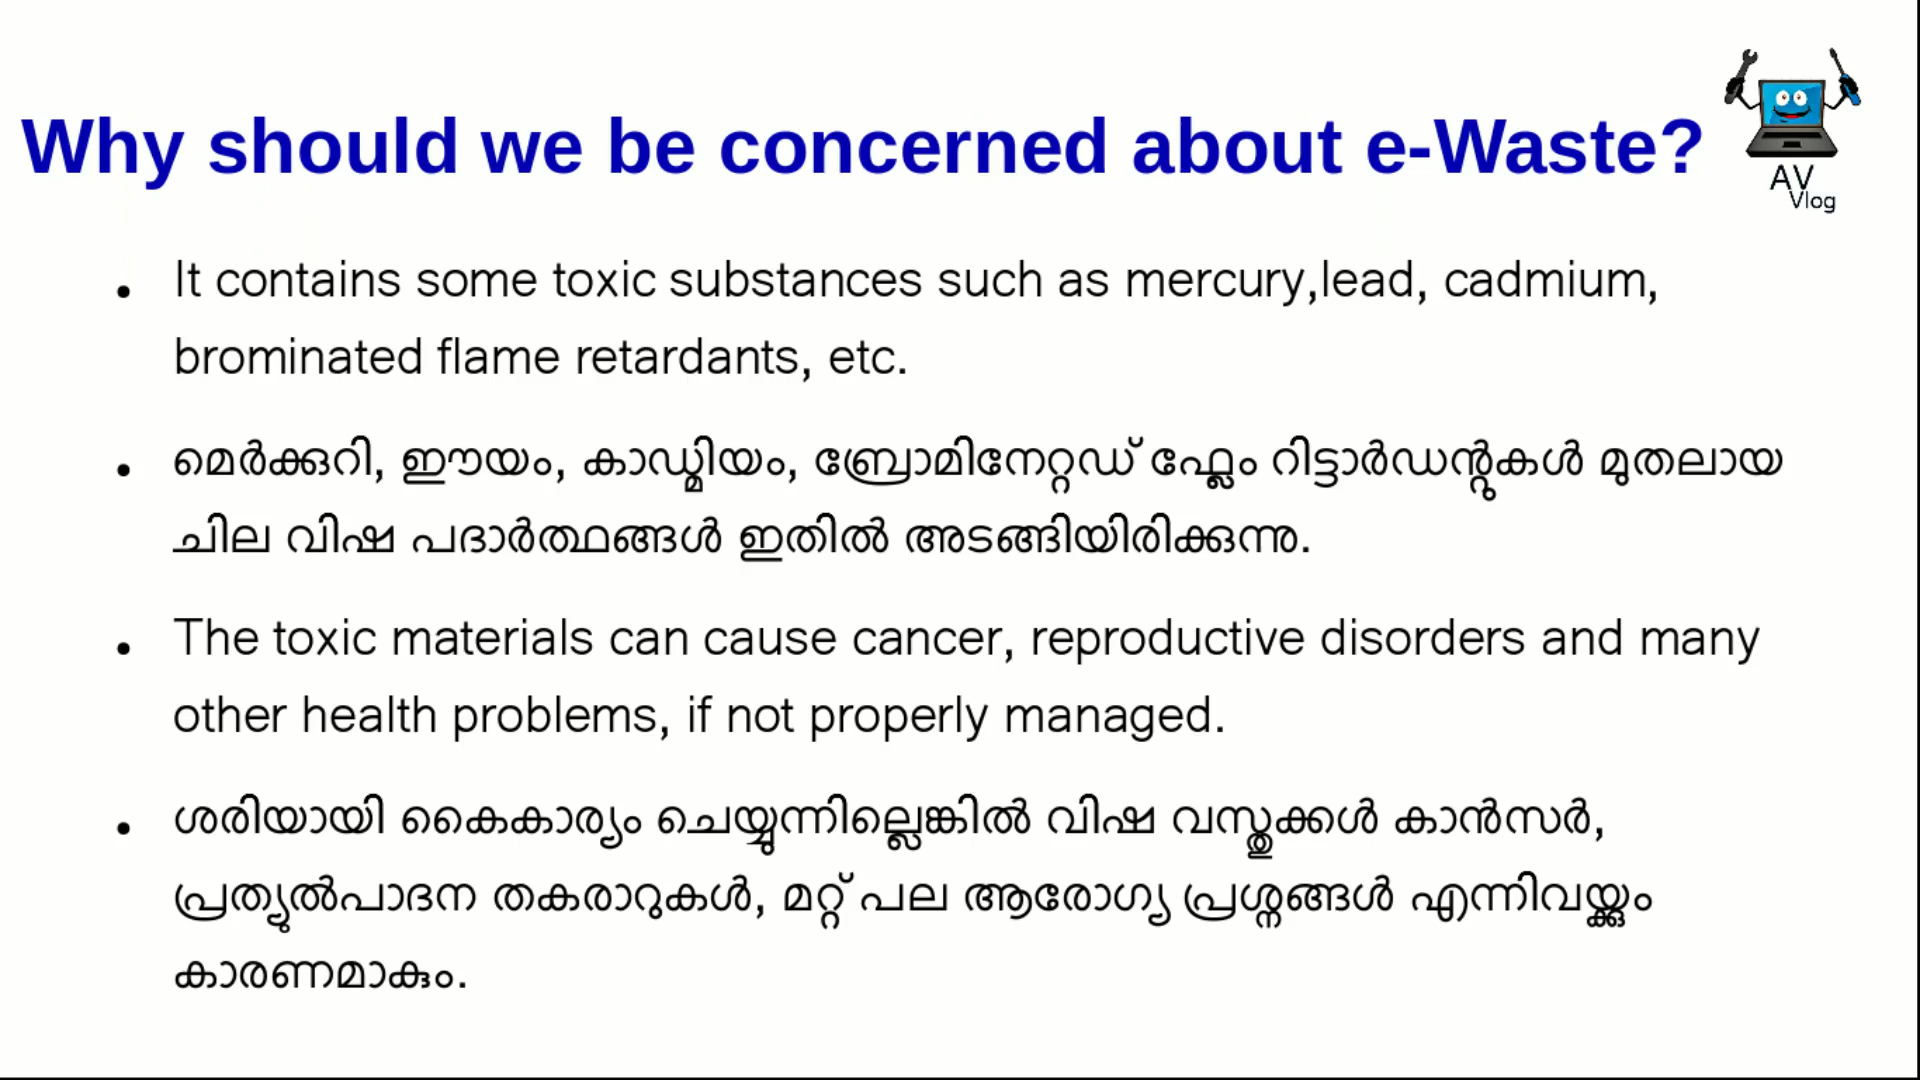 Why should we be concerned about e-Waste?
AV
Vlog
• It contains some toxic substances such as mercury,lead, cadmium,
brominated flame retardants, etc.
• മെർക്കുറി, ഈയം, കാഡ്മിയം, ബ്രോമിനേറ്റഡ് ഫ്ലേം റിട്ടാർഡന്റുകൾ മുതലായ
ചില വിഷ പദാർത്ഥങ്ങൾ ഇതിൽ അടങ്ങിയിരിക്കുന്നു.
• The toxic materials can cause cancer, reproductive disorders and many
other health problems, if not properly managed.
• ശരിയായി കൈകാര്യം ചെയ്യുന്നില്ലെങ്കിൽ വിഷ വസ്തുക്കൾ കാൻസർ,
പ്രത്യുൽപാദന തകരാറുകൾ, മറ്റ് പല ആരോഗ്യ പ്രശ്നങ്ങൾ എന്നിവയ്ക്കും
കാരണമാകും.